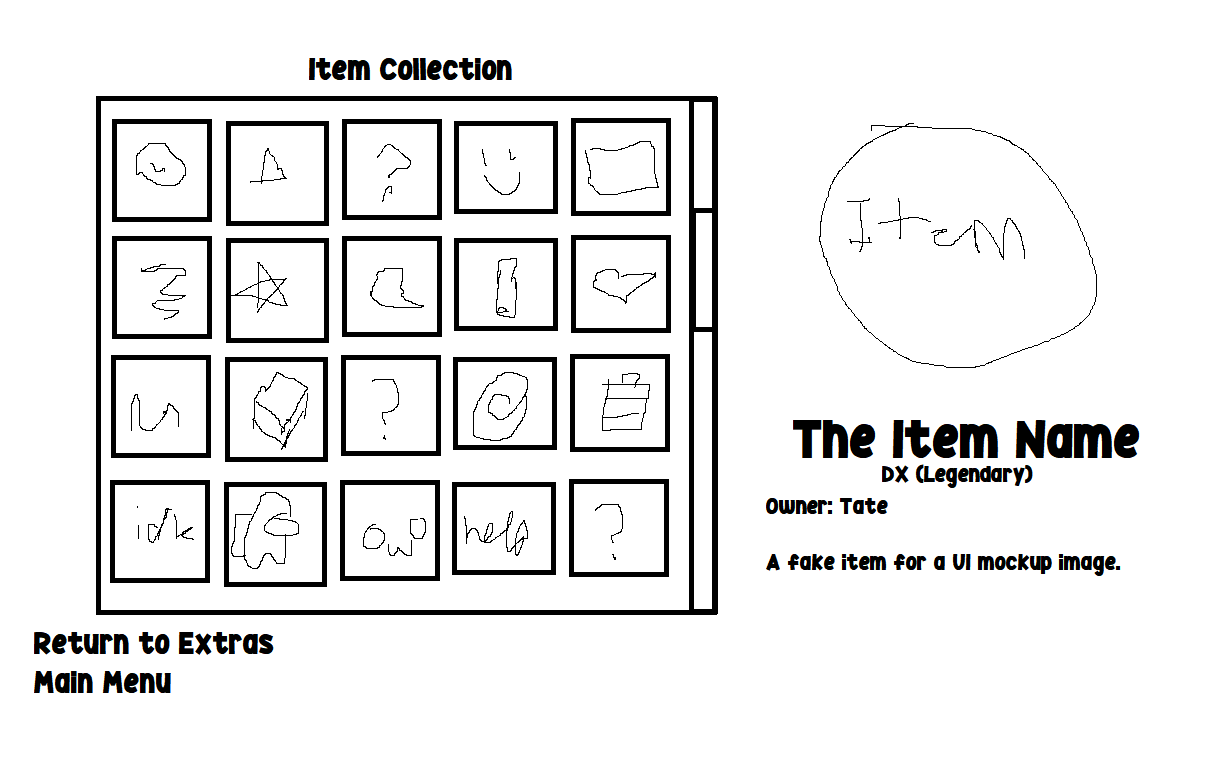 Item Collection
?
Item
?
idk
owo
help
?
The Item Name
DX (Legendary)
Owner: Tate
A fake item for a UI mockup image.
Return to Extras
Main Menu